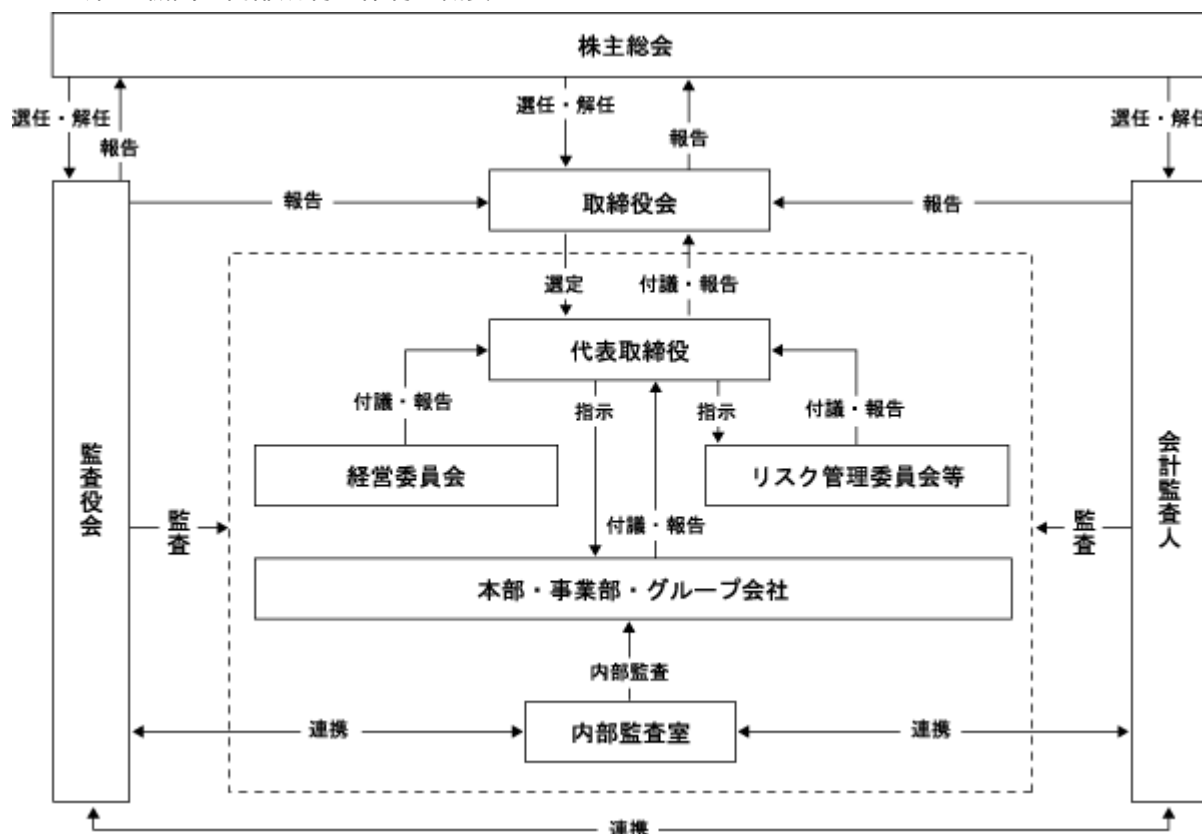 株主総会
選任・解任
報告
選任・解任
報告
選任・解任
報告
取締役会
報告
選定
付議・報告
代表取締役
付議・報告
指示
指示
付議・報告
監査役会
経営委員会
リスク管理委員会等
会計監査人
監査
付議・報告
監査
本部・事業部・グループ会社
内部監査
連携
内部監査室
連携
連携